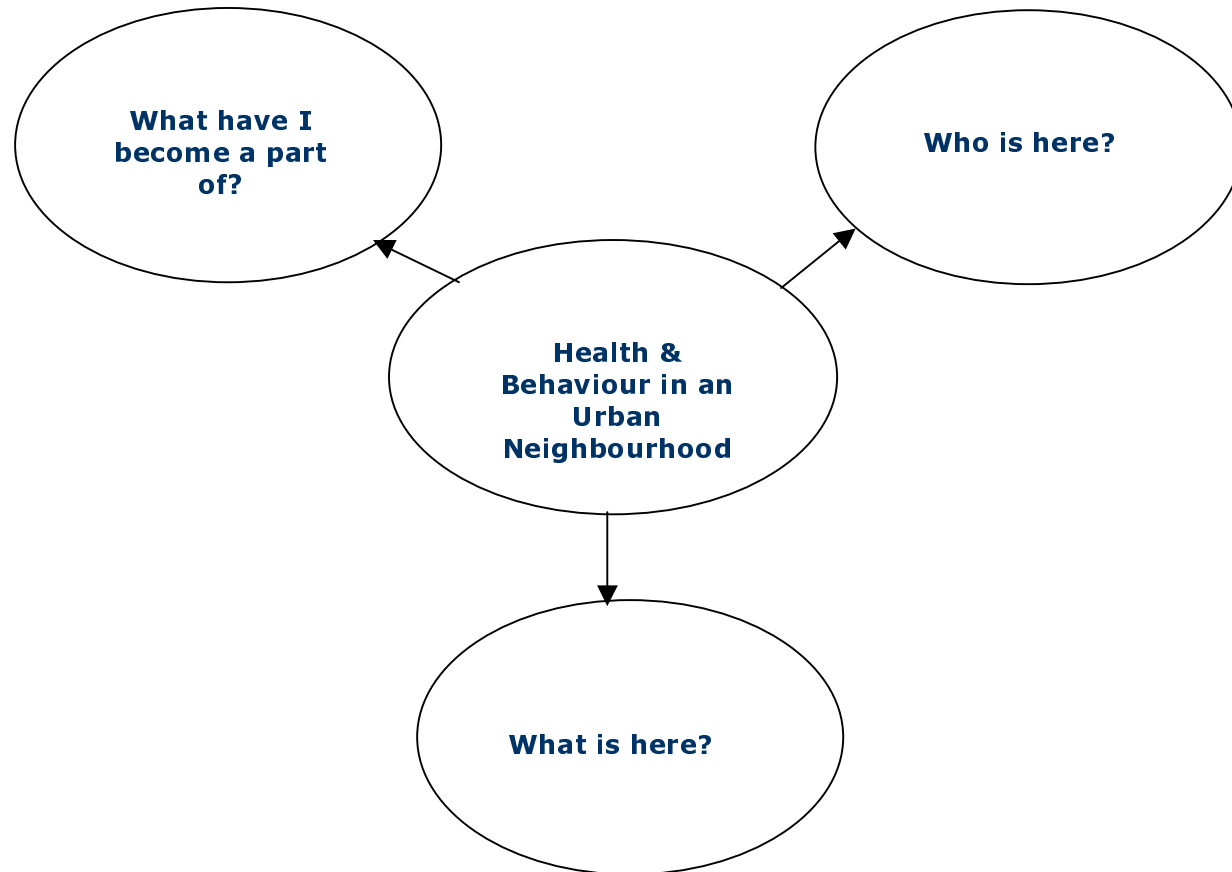 What have I
become a part
of?
Who is here?
Health &
Behaviour in an
Urban
Neighbourhood
What is here?